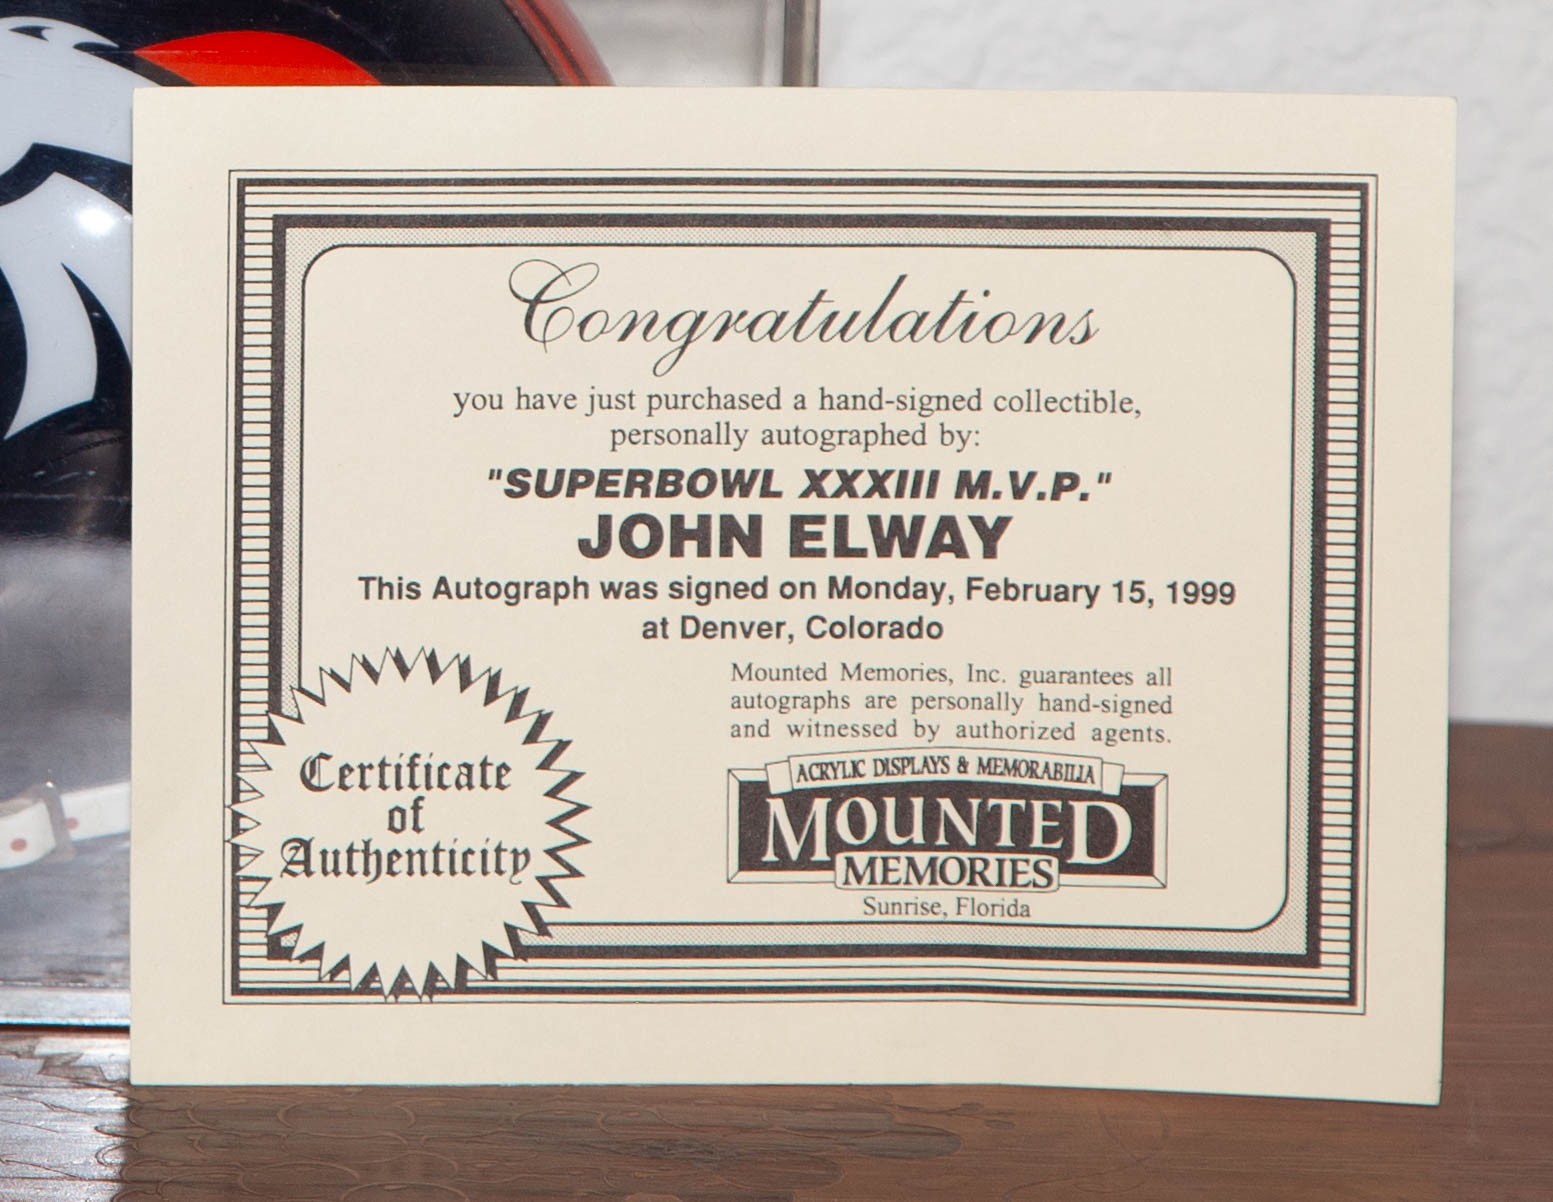 Congratulations
you have just purchased a hand-signed collectible,
personally autographed by:
"SUPERBOWL XXXIII M.V.P."
JOHN ELWAY
This Autograph was signed on Monday, February 15, 1999
at Denver, Colorado
Mounted Memories, Inc. guarantees all
autographs are personally hand-signed
and witnessed by authorized agents.
Certificate
of
Authenticity
ACRYLIC DISPLAYS & MEMORABILIA
MOUNTED
MEMORIES
Sunrise, Florida